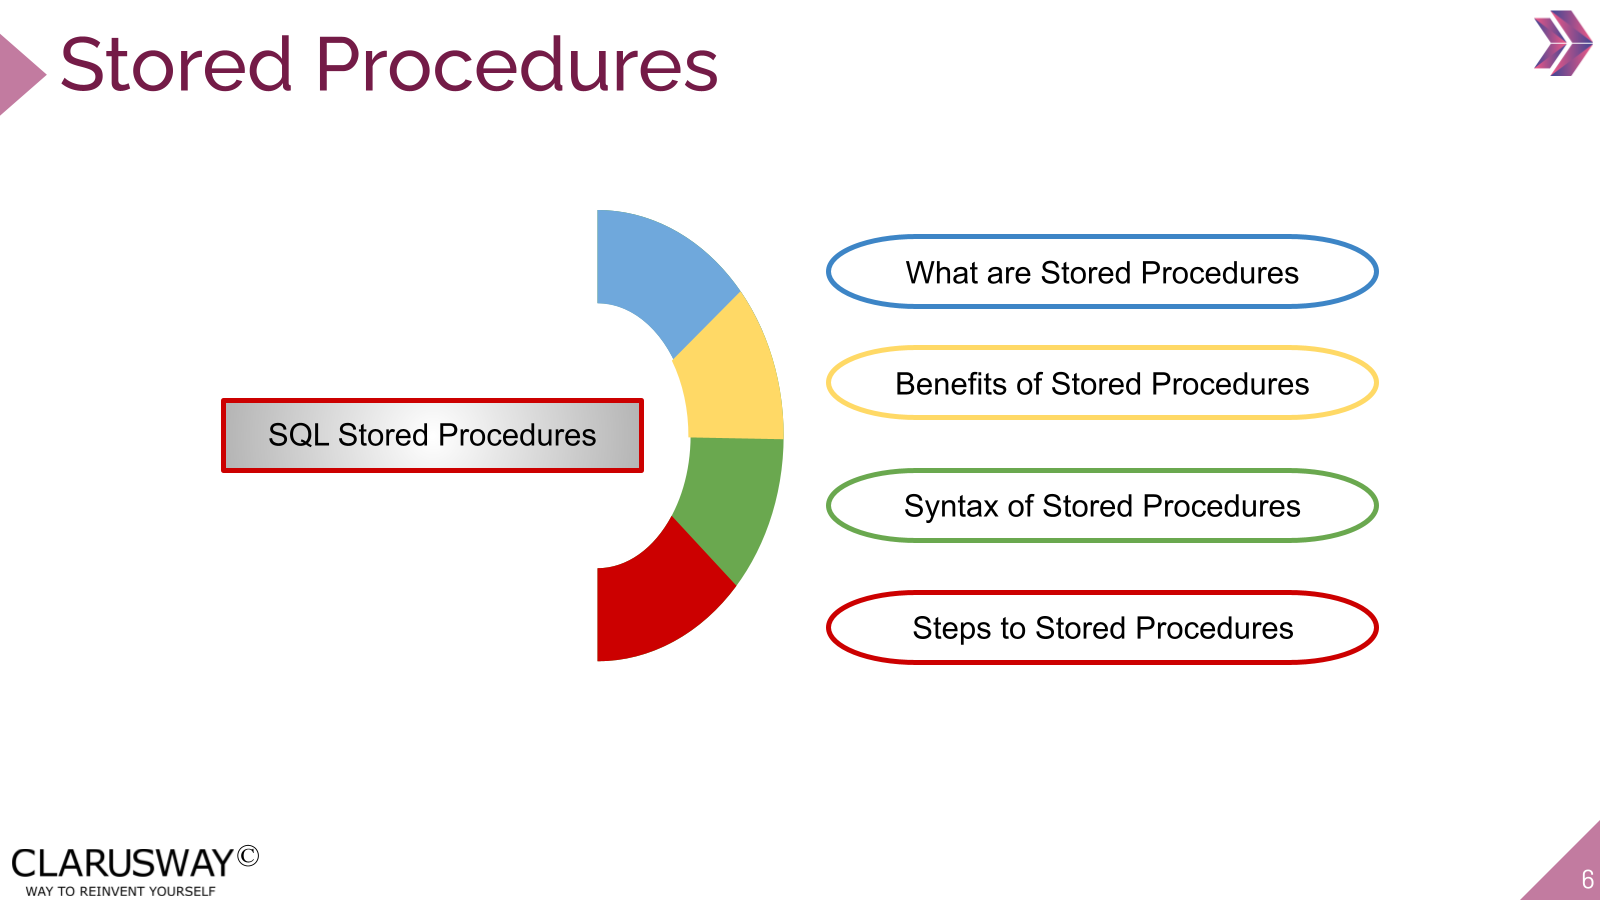 Stored Procedures
What are Stored Procedures
Benefits of Stored Procedures
SQL Stored Procedures
Syntax of Stored Procedures
Steps to Stored Procedures
CLARUSWAY©
WAY TO REINVENT YOURSELF
6